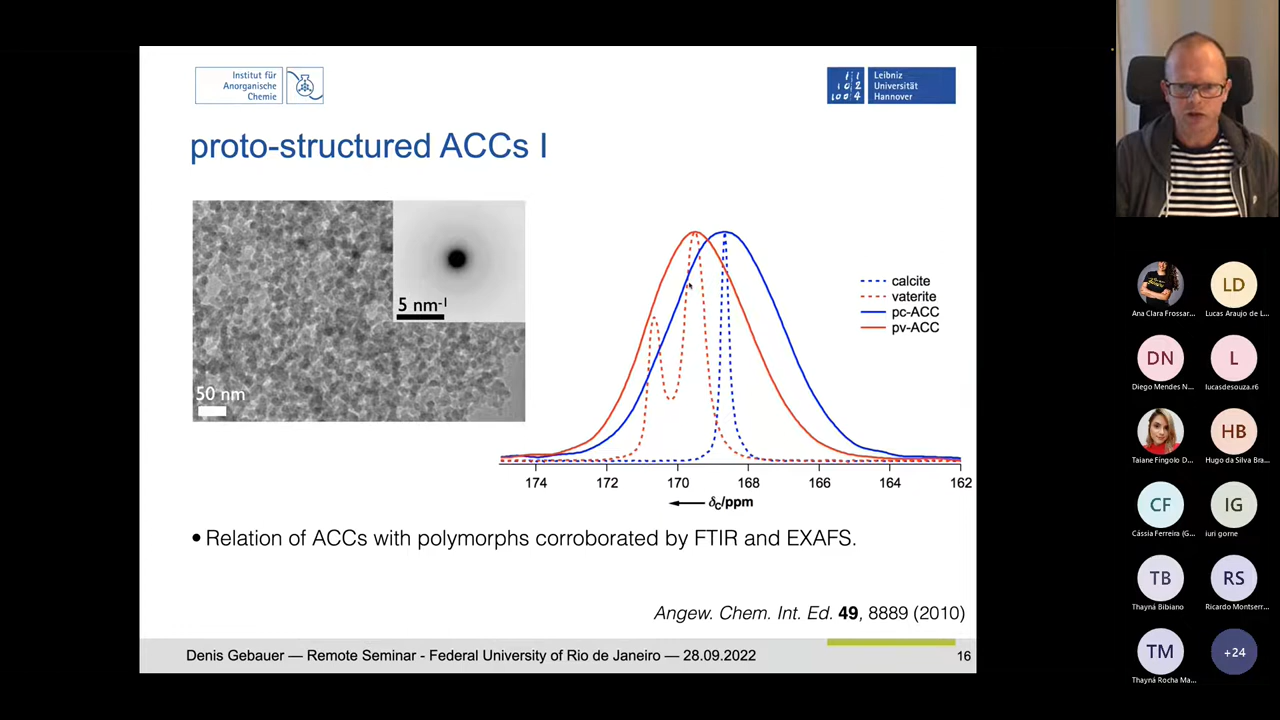 Institut für
Anorganische
Chemie
Leibniz
Universität
Hannover
proto-structured ACCs I
5 nm-1
50 nm
calcite
vaterite
pc-ACC
pv-ACC
174 172 170 168 166 164 162
δC/ppm
• Relation of ACCs with polymorphs corroborated by FTIR and EXAFS.
Angew. Chem. Int. Ed. 49, 8889 (2010)
Denis Gebauer — Remote Seminar - Federal University of Rio de Janeiro — 28.09.2022
16
Ana Clara Frossar...
LD
Lucas Araujo de L...
DN
Diego Mendes N...
L
lucasdesouza.r6
Taiane Fingolo D...
HB
Hugo da Silva Bra...
CF
Cássia Ferreira (G...
IG
iuri gorne
TB
Thayná Bibiano
RS
Ricardo Montserr...
TM
Thayná Rocha Ma...
+24